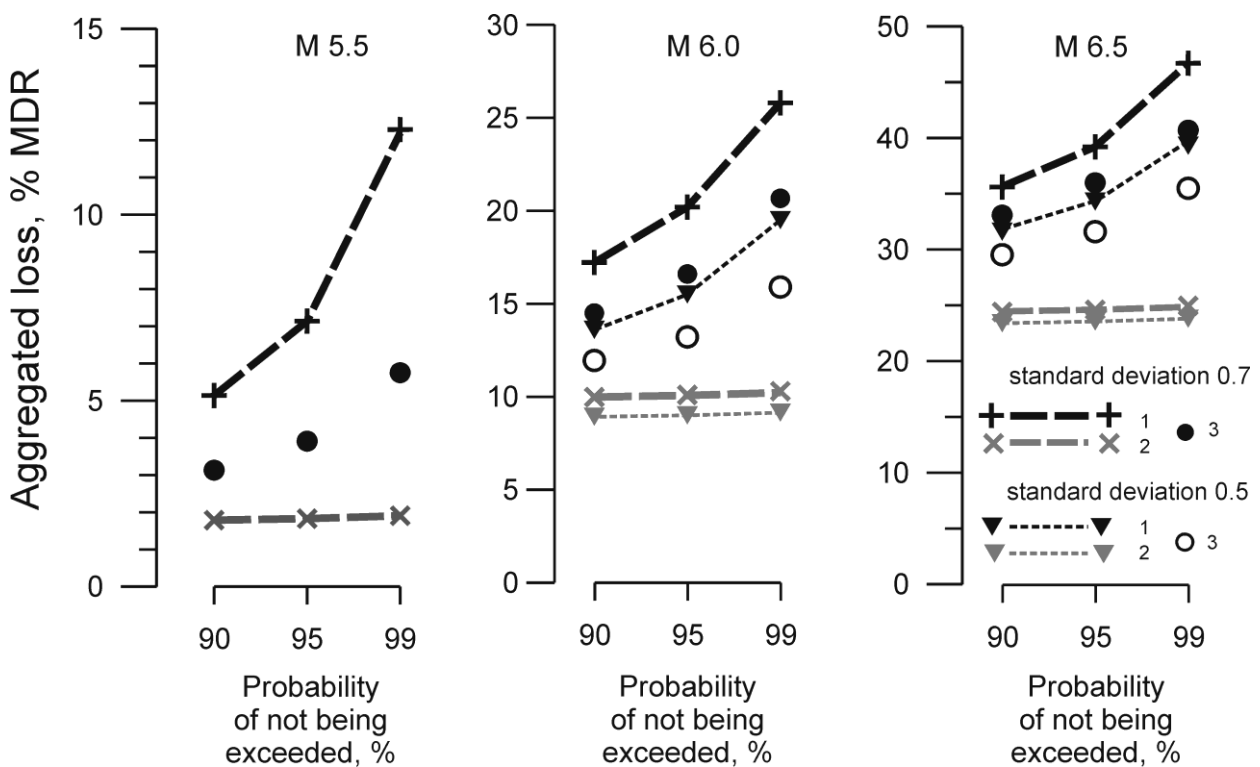 Aggregated loss, % MDR
M 5.5
15
10
5
0
90 95 99
Probability
of not being
exceeded, %
M 6.0
30
25
20
15
10
5
0
90 95 99
Probability
of not being
exceeded, %
M 6.5
50
40
30
20
10
0
standard deviation 0.7
1
2
3
standard deviation 0.5
1
2
3
90 95 99
Probability
of not being
exceeded, %